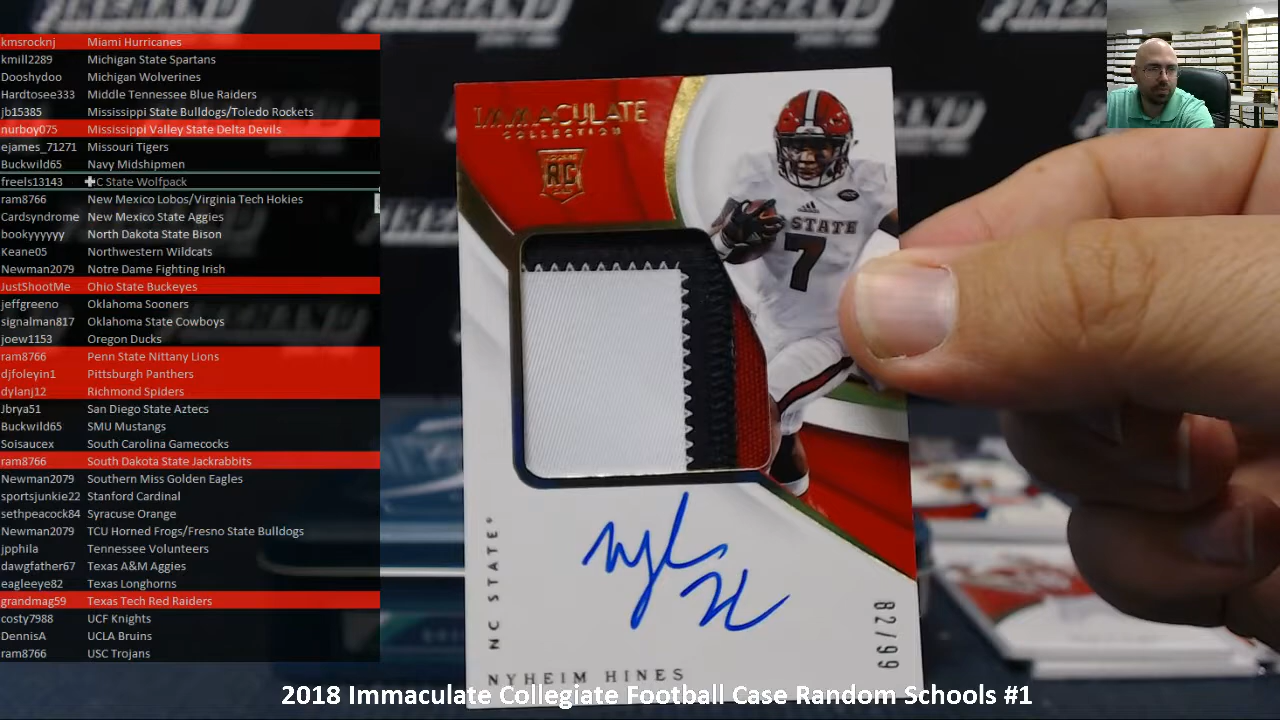 kmsrocknj Miami Hurricanes
kmill2289 Michigan State Spartans
Dooshydoo Michigan Wolverines
Hardtosee333 Middle Tennessee Blue Raiders
jb15385 Mississippi State Bulldogs/Toledo Rockets
nurboy075 Mississippi Valley State Delta Devils
ejames_71271 Missouri Tigers
Buckwild65 Navy Midshipmen
freels13143 C State Wolfpack
ram8766 New Mexico Lobos/Virginia Tech Hokies
Cardsyndrome New Mexico State Aggies
bookyyyyyy North Dakota State Bison
Keane05 Northwestern Wildcats
Newman2079 Notre Dame Fighting Irish
JustShootMe Ohio State Buckeyes
jeffgreeno Oklahoma Sooners
signalman817 Oklahoma State Cowboys
joew1153 Oregon Ducks
ram8766 Penn State Nittany Lions
djfoleyin1 Pittsburgh Panthers
dylanj12 Richmond Spiders
Jbrya51 San Diego State Aztecs
Buckwild65 SMU Mustangs
Soisaucex South Carolina Gamecocks
ram8766 South Dakota State Jackrabbits
Newman2079 Southern Miss Golden Eagles
sportsjunkie22 Stanford Cardinal
sethpeacock84 Syracuse Orange
Newman2079 TCU Horned Frogs/Fresno State Bulldogs
jpphila Tennessee Volunteers
dawgfather67 Texas A&M Aggies
eagleeye82 Texas Longhorns
grandmag59 Texas Tech Red Raiders
costy7988 UCF Knights
DennisA UCLA Bruins
ram8766 USC Trojans
IMMACULATE
COLLECTION
RC
STATE
7
NC STATE
82/99
NYHEIM HINES
2018 Immaculate Collegiate Football Case Random Schools #1